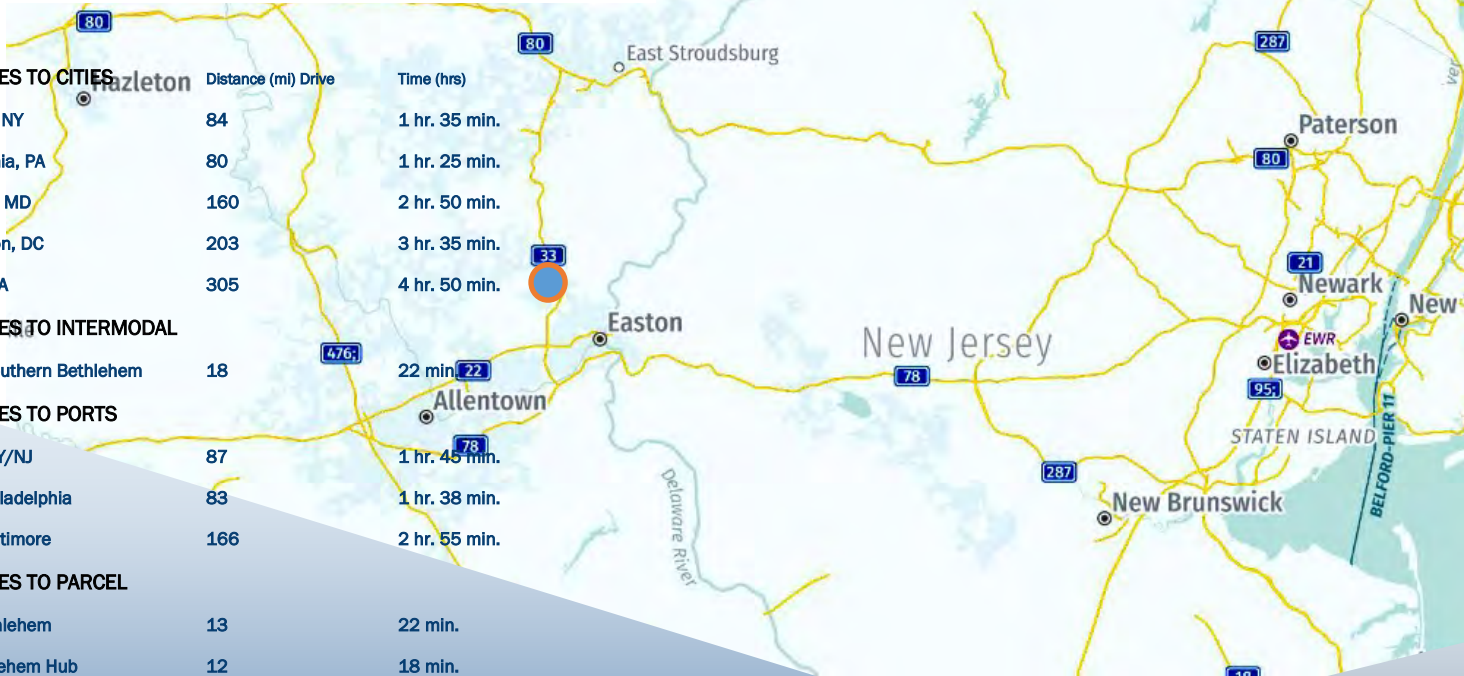 80
80
287
East Stroudsburg
ES TO CITIES
Hazleton
Distance (mi) Drive
Time (hrs)
NY
84
1 hr. 35 min.
Paterson
80
ia, PA
80
1 hr. 25 min.
MD
160
2 hr. 50 min.
n, DC
203
3 hr. 35 min.
33
21
A
305
4 hr. 50 min.
Newark
New
ES TO INTERMODAL
Easton
New Jersey
EWR
476;
Elizabeth
uthern Bethlehem
18
22 min.
22
78
95;
Allentown
ES TO PORTS
STATEN ISLAND
BELFORD-PIER 11
78
Y/NJ
87
1 hr. 45 min.
287
Delaware River
ladelphia
83
1 hr. 38 min.
New Brunswick
timore
166
2 hr. 55 min.
ES TO PARCEL
lehem
13
22 min.
ehem Hub
12
18 min.